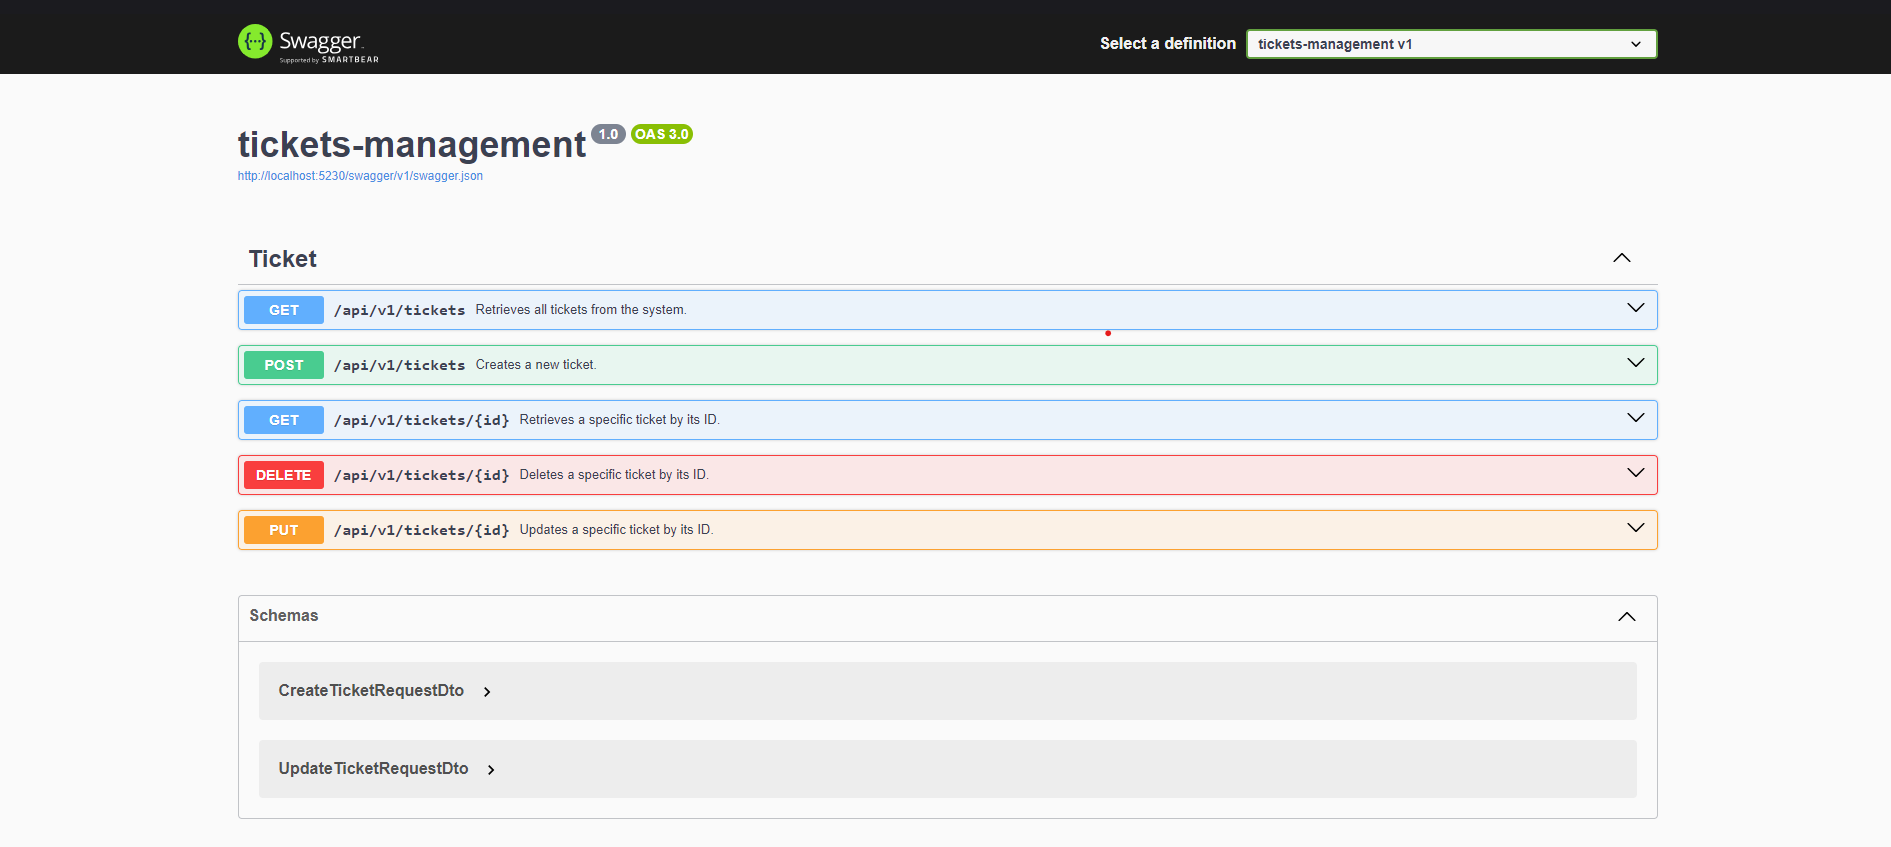 Swagger
Supported by SMARTBEAR
Select a definition
tickets-management v1
tickets-management 1.0 OAS 3.0
http://localhost:5230/swagger/v1/swagger.json
Ticket
GET /api/v1/tickets Retrieves all tickets from the system.
POST /api/v1/tickets Creates a new ticket.
GET /api/v1/tickets/{id} Retrieves a specific ticket by its ID.
DELETE /api/v1/tickets/{id} Deletes a specific ticket by its ID.
PUT /api/v1/tickets/{id} Updates a specific ticket by its ID.
Schemas
CreateTicketRequestDto
UpdateTicketRequestDto